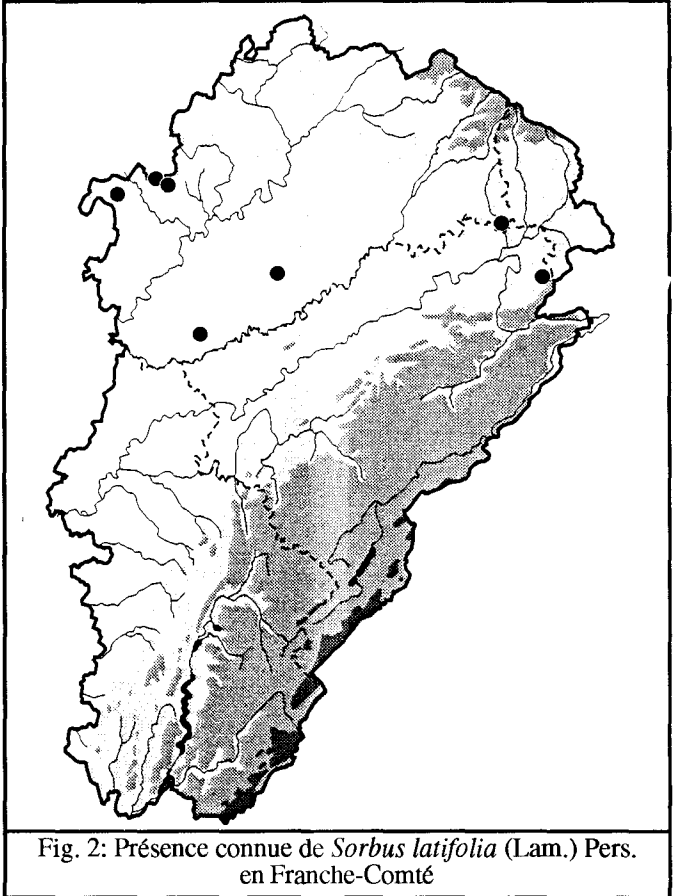 Fig. 2: Présence connue de Sorbus latifolia (Lam.) Pers.
en Franche-Comté